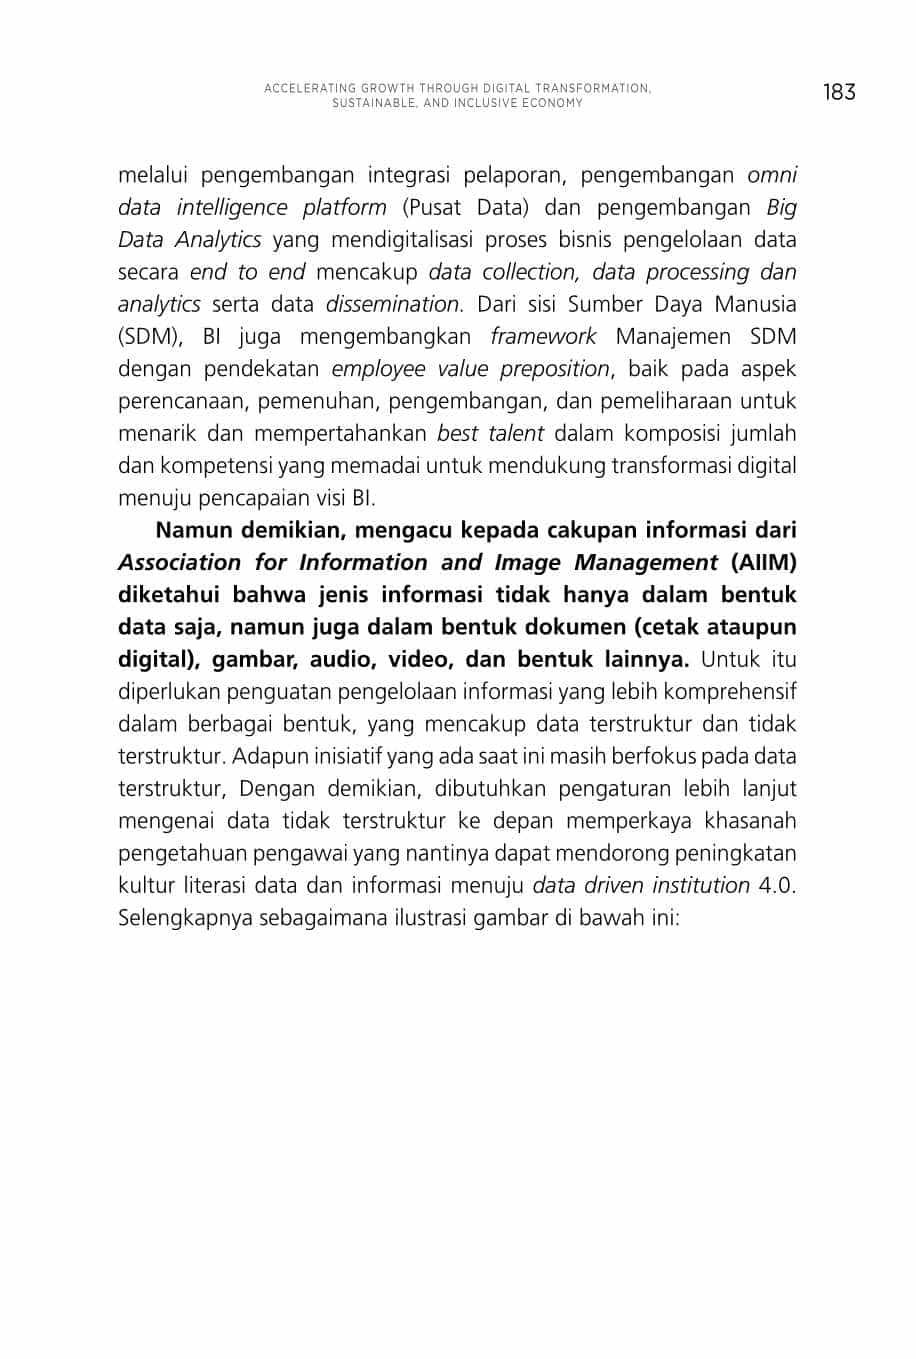 ACCELERATING GROWTH THROUGH DIGITAL TRANSFORMATION,
SUSTAINABLE, AND INCLUSIVE ECONOMY
183
melalui pengembangan integrasi pelaporan, pengembangan omni
data intelligence platform (Pusat Data) dan pengembangan Big
Data Analytics yang mendigitalisasi proses bisnis pengelolaan data
secara end to end mencakup data collection, data processing dan
analytics serta data dissemination. Dari sisi Sumber Daya Manusia
(SDM), BI juga mengembangkan framework Manajemen SDM
dengan pendekatan employee value preposition, baik pada aspek
perencanaan, pemenuhan, pengembangan, dan pemeliharaan untuk
menarik dan mempertahankan best talent dalam komposisi jumlah
dan kompetensi yang memadai untuk mendukung transformasi digital
menuju pencapaian visi BI.
Namun demikian, mengacu kepada cakupan informasi dari
Association for Information and Image Management (AIIM)
diketahui bahwa jenis informasi tidak hanya dalam bentuk
data saja, namun juga dalam bentuk dokumen (cetak ataupun
digital), gambar, audio, video, dan bentuk lainnya. Untuk itu
diperlukan penguatan pengelolaan informasi yang lebih komprehensif
dalam berbagai bentuk, yang mencakup data terstruktur dan tidak
terstruktur. Adapun inisiatif yang ada saat ini masih berfokus pada data
terstruktur, Dengan demikian, dibutuhkan pengaturan lebih lanjut
mengenai data tidak terstruktur ke depan memperkaya khasanah
pengetahuan pengawai yang nantinya dapat mendorong peningkatan
kultur literasi data dan informasi menuju data driven institution 4.0.
Selengkapnya sebagaimana ilustrasi gambar di bawah ini: